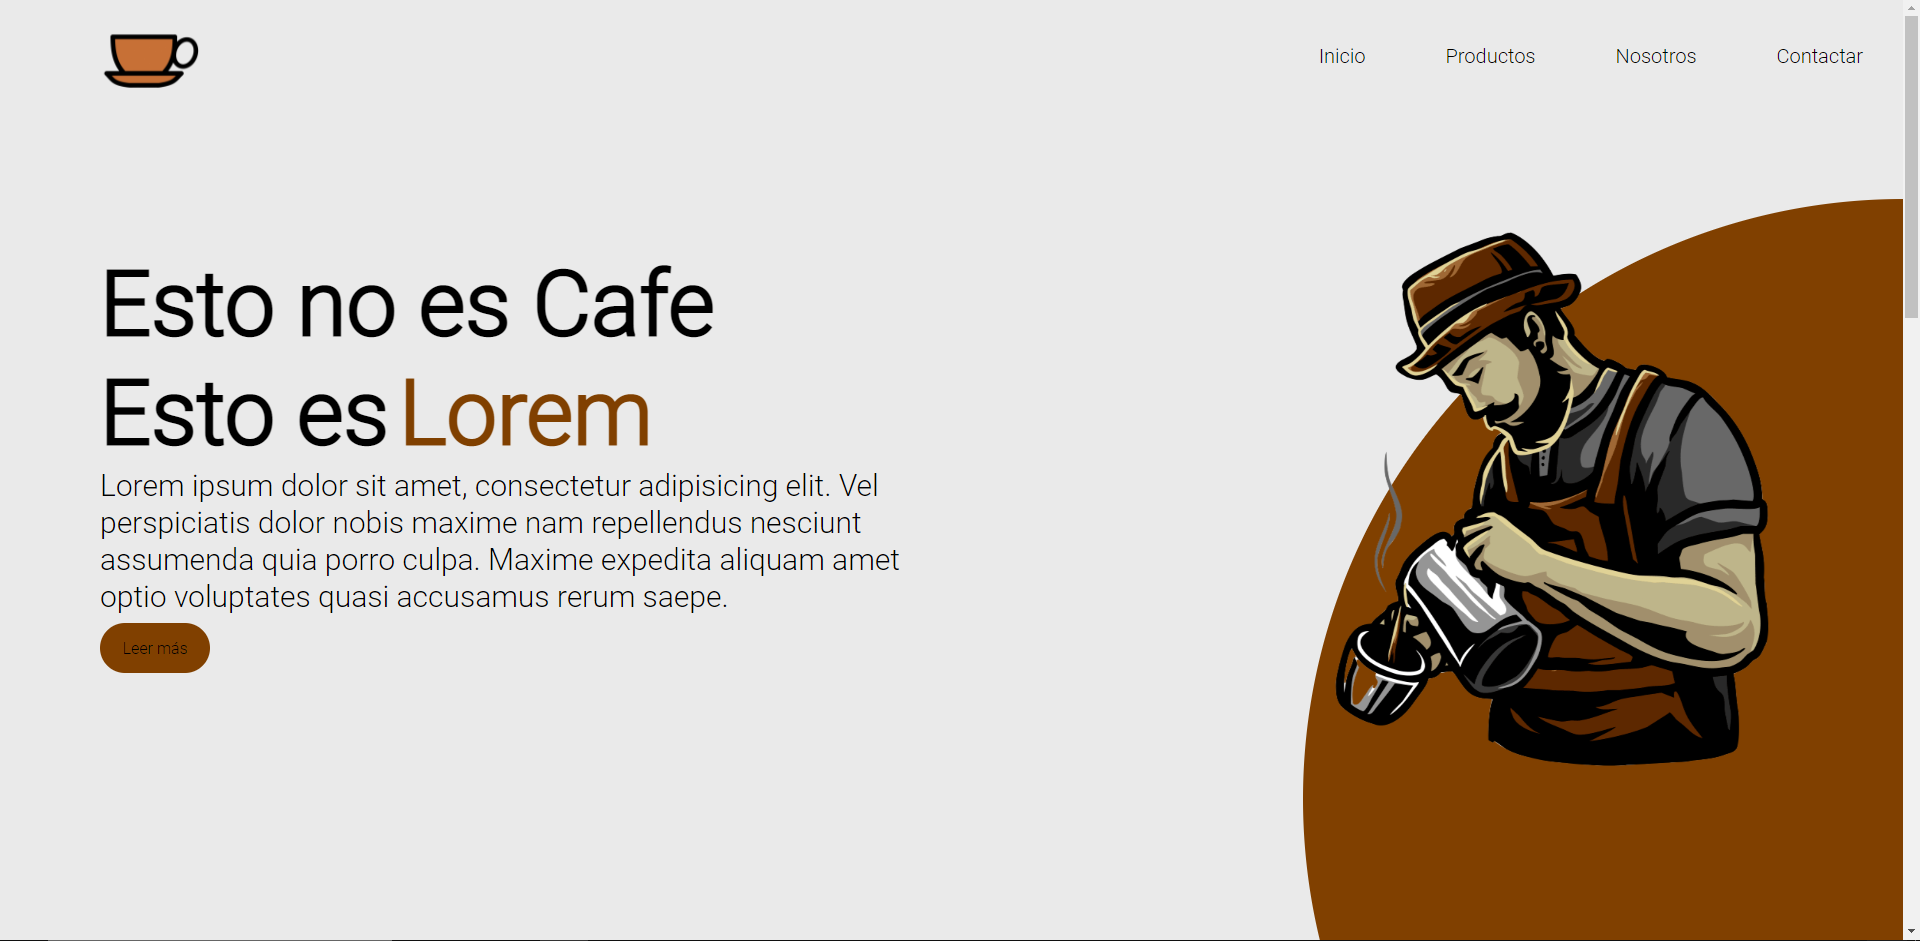 Inicio Productos Nosotros Contactar
Esto no es Cafe
Esto es Lorem
Lorem ipsum dolor sit amet, consectetur adipisicing elit. Vel
perspiciatis dolor nobis maxime nam repellendus nesciunt
assumenda quia porro culpa. Maxime expedita aliquam amet
optio voluptates quasi accusamus rerum saepe.
Leer más